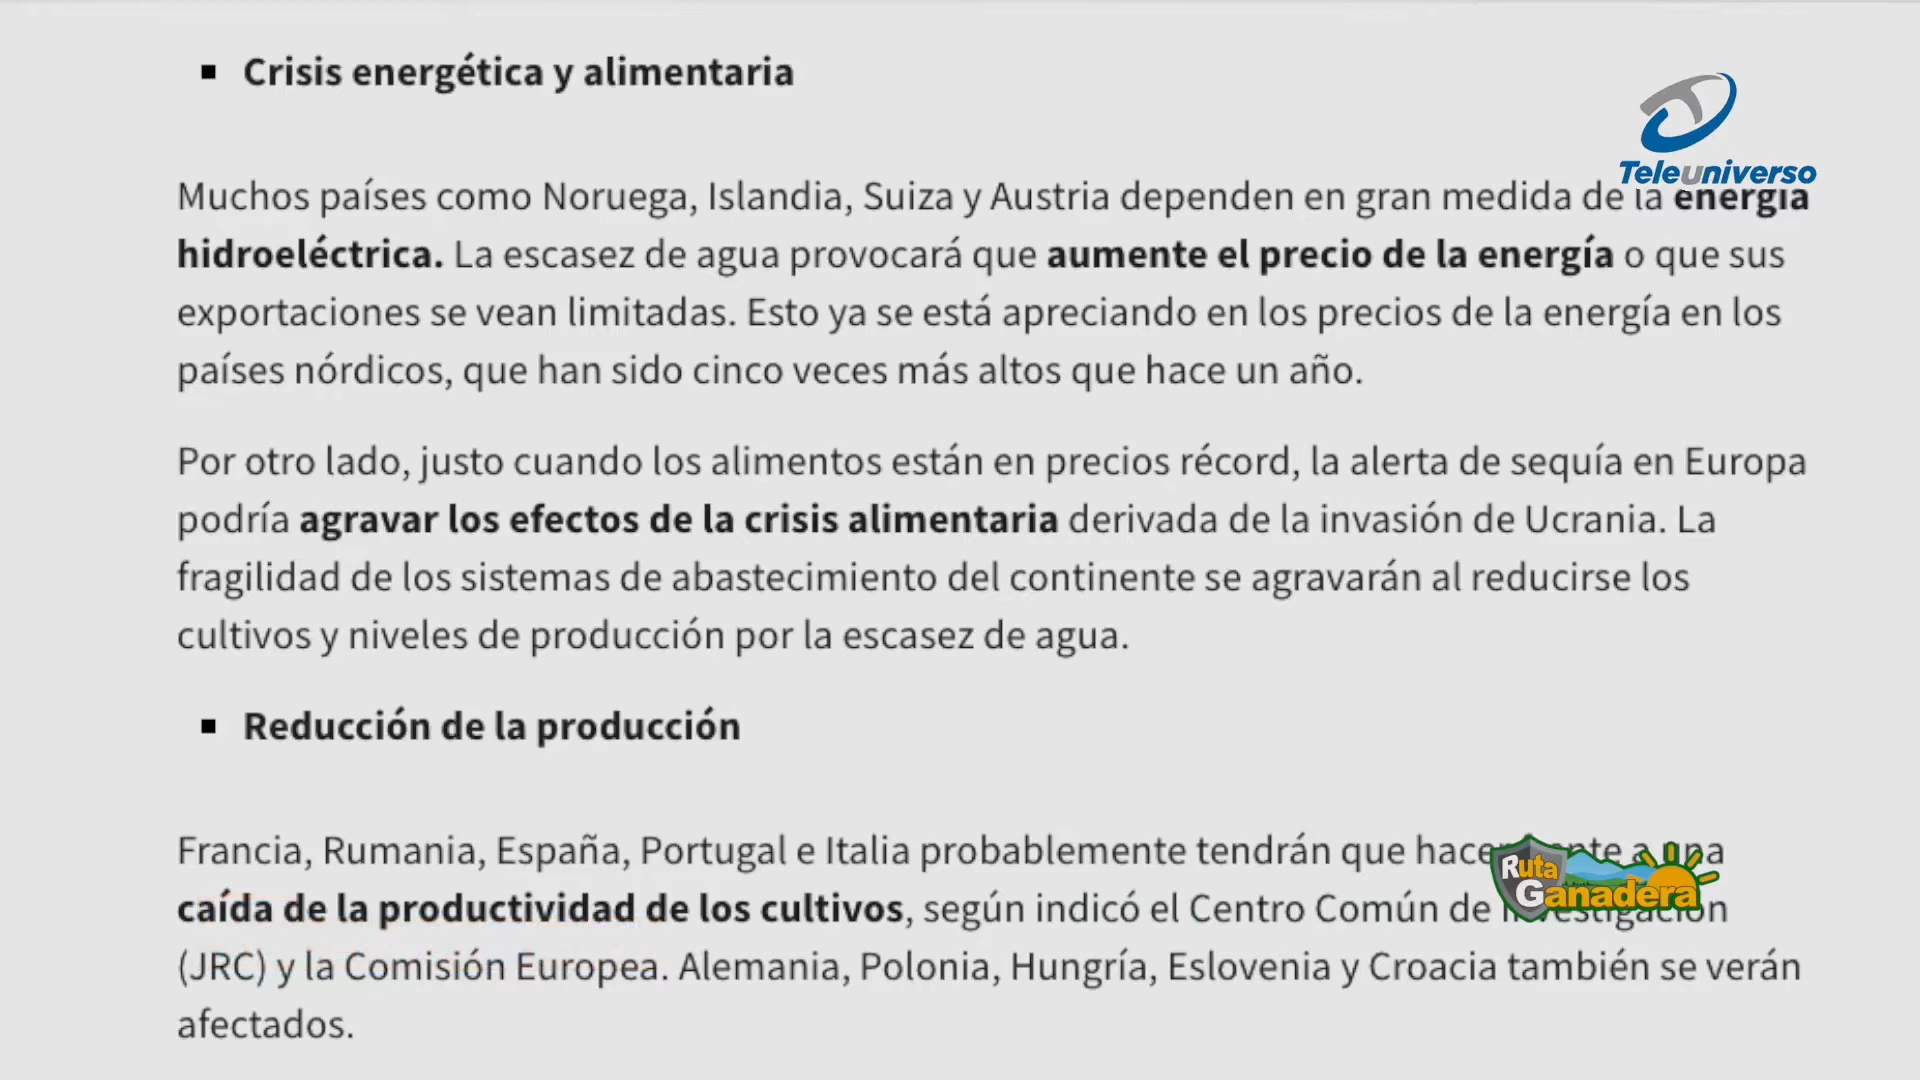 Crisis energética y alimentaria
Teleuniverso
Muchos países como Noruega, Islandia, Suiza y Austria dependen en gran medida de la energía
hidroeléctrica. La escasez de agua provocará que aumente el precio de la energía o que sus
exportaciones se vean limitadas. Esto ya se está apreciando en los precios de la energía en los
países nórdicos, que han sido cinco veces más altos que hace un año.
Por otro lado, justo cuando los alimentos están en precios récord, la alerta de sequía en Europa
podría agravar los efectos de la crisis alimentaria derivada de la invasión de Ucrania. La
fragilidad de los sistemas de abastecimiento del continente se agravarán al reducirse los
cultivos y niveles de producción por la escasez de agua.
Reducción de la producción
Francia, Rumania, España, Portugal e Italia probablemente tendrán que
Ruta
Ganadera
caída de la productividad de los cultivos, según indicó el Centro Común de Investigación
(JRC) y la Comisión Europea. Alemania, Polonia, Hungría, Eslovenia y Croacia también se verán
afectados.